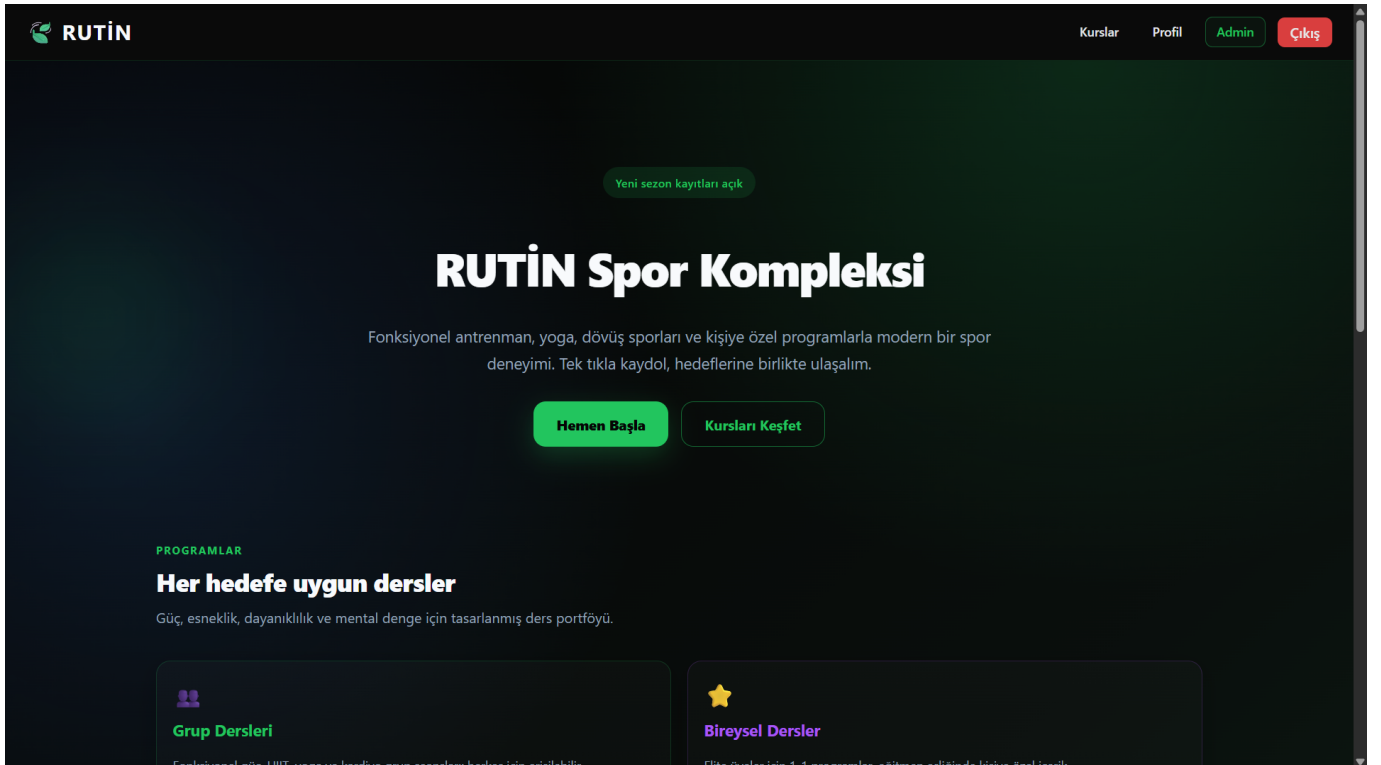 RUTİN
Kurslar
Profil
Admin
Çıkış
Yeni sezon kayıtları açık
RUTİN Spor Kompleksi
Fonksiyonel antrenman, yoga, dövüş sporları ve kişiye özel programlarla modern bir spor
deneyimi. Tek tıkla kaydol, hedeflerine birlikte ulaşalım.
Hemen Başla
Kursları Keşfet
PROGRAMLAR
Her hedefe uygun dersler
Güç, esneklik, dayanıklılık ve mental denge için tasarlanmış ders portföyü.
Grup Dersleri
Bireysel Dersler